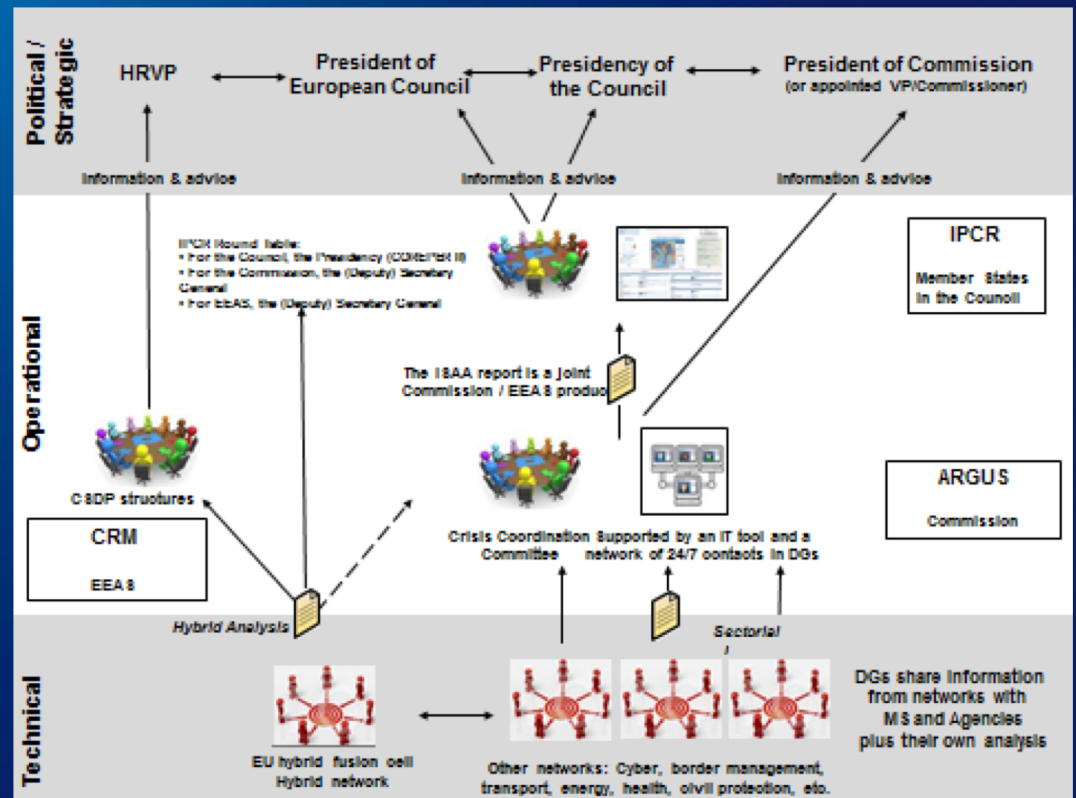 Political /
Strategic
HRVP
President of
European Council
Presidency of
the Council
President of Commission
(or appointed VP/Commissioner)
Information & advice
Information & advice
Information & advice
Operational
IPCR Round Table:
• For the Council, the Presidency (COREPER II)
• For the Commission, the (Deputy) Secretary
General
• For EEAS, the (Deputy) Secretary General
IPCR
Member States
in the Council
The ISAA report is a joint
Commission / EEAS produc
CSDP structures
CRM
EEAS
Crisis Coordination
Committee
Supported by an IT tool and a
network of 24/7 contacts in DGs
ARGUS
Commission
Technical
Hybrid Analysis
Sectorial
EU hybrid fusion cell
Hybrid network
Other networks: Cyber, border management,
transport, energy, health, civil protection, etc.
DGs share information
from networks with
MS and Agencies
plus their own analysis